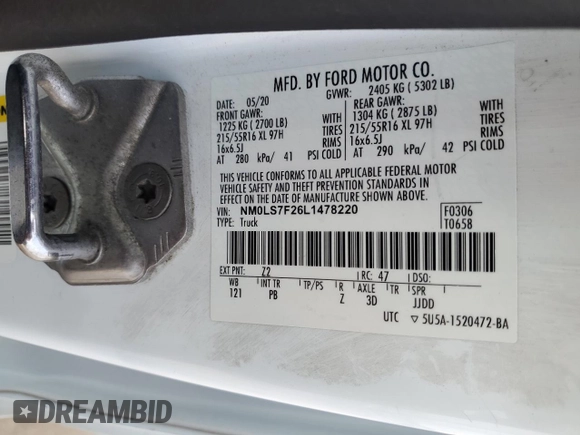 MFD. BY FORD MOTOR CO.
DATE: 05/20 GVWR: 2405 KG ( 5302 LB)
FRONT GAWR: REAR GAWR:
1225 KG ( 2700 LB) WITH 1304 KG ( 2875 LB) WITH
215/55R16 XL 97H TIRES 215/55R16 XL 97H TIRES
16x6.5J RIMS 16x6.5J RIMS
AT 280 kPa/ 41 PSI COLD AT 290 kPa/ 42 PSI COLD
THIS VEHICLE CONFORMS TO ALL APPLICABLE FEDERAL MOTOR
VEHICLE SAFETY AND THEFT PREVENTION STANDARDS IN
EFFECT ON THE DATE OF MANUFACTURE SHOWN ABOVE.
VIN: NM0LS7F26L1478220 F0306
TYPE: Truck T0658
EXT PNT: Z2 RC: 47 DSO:
WB INT TR TP/PS R AXLE TR SPR
121 PB Z 3D JJDD
UTC ▽ 5U5A-1520472-BA
DREAMBID